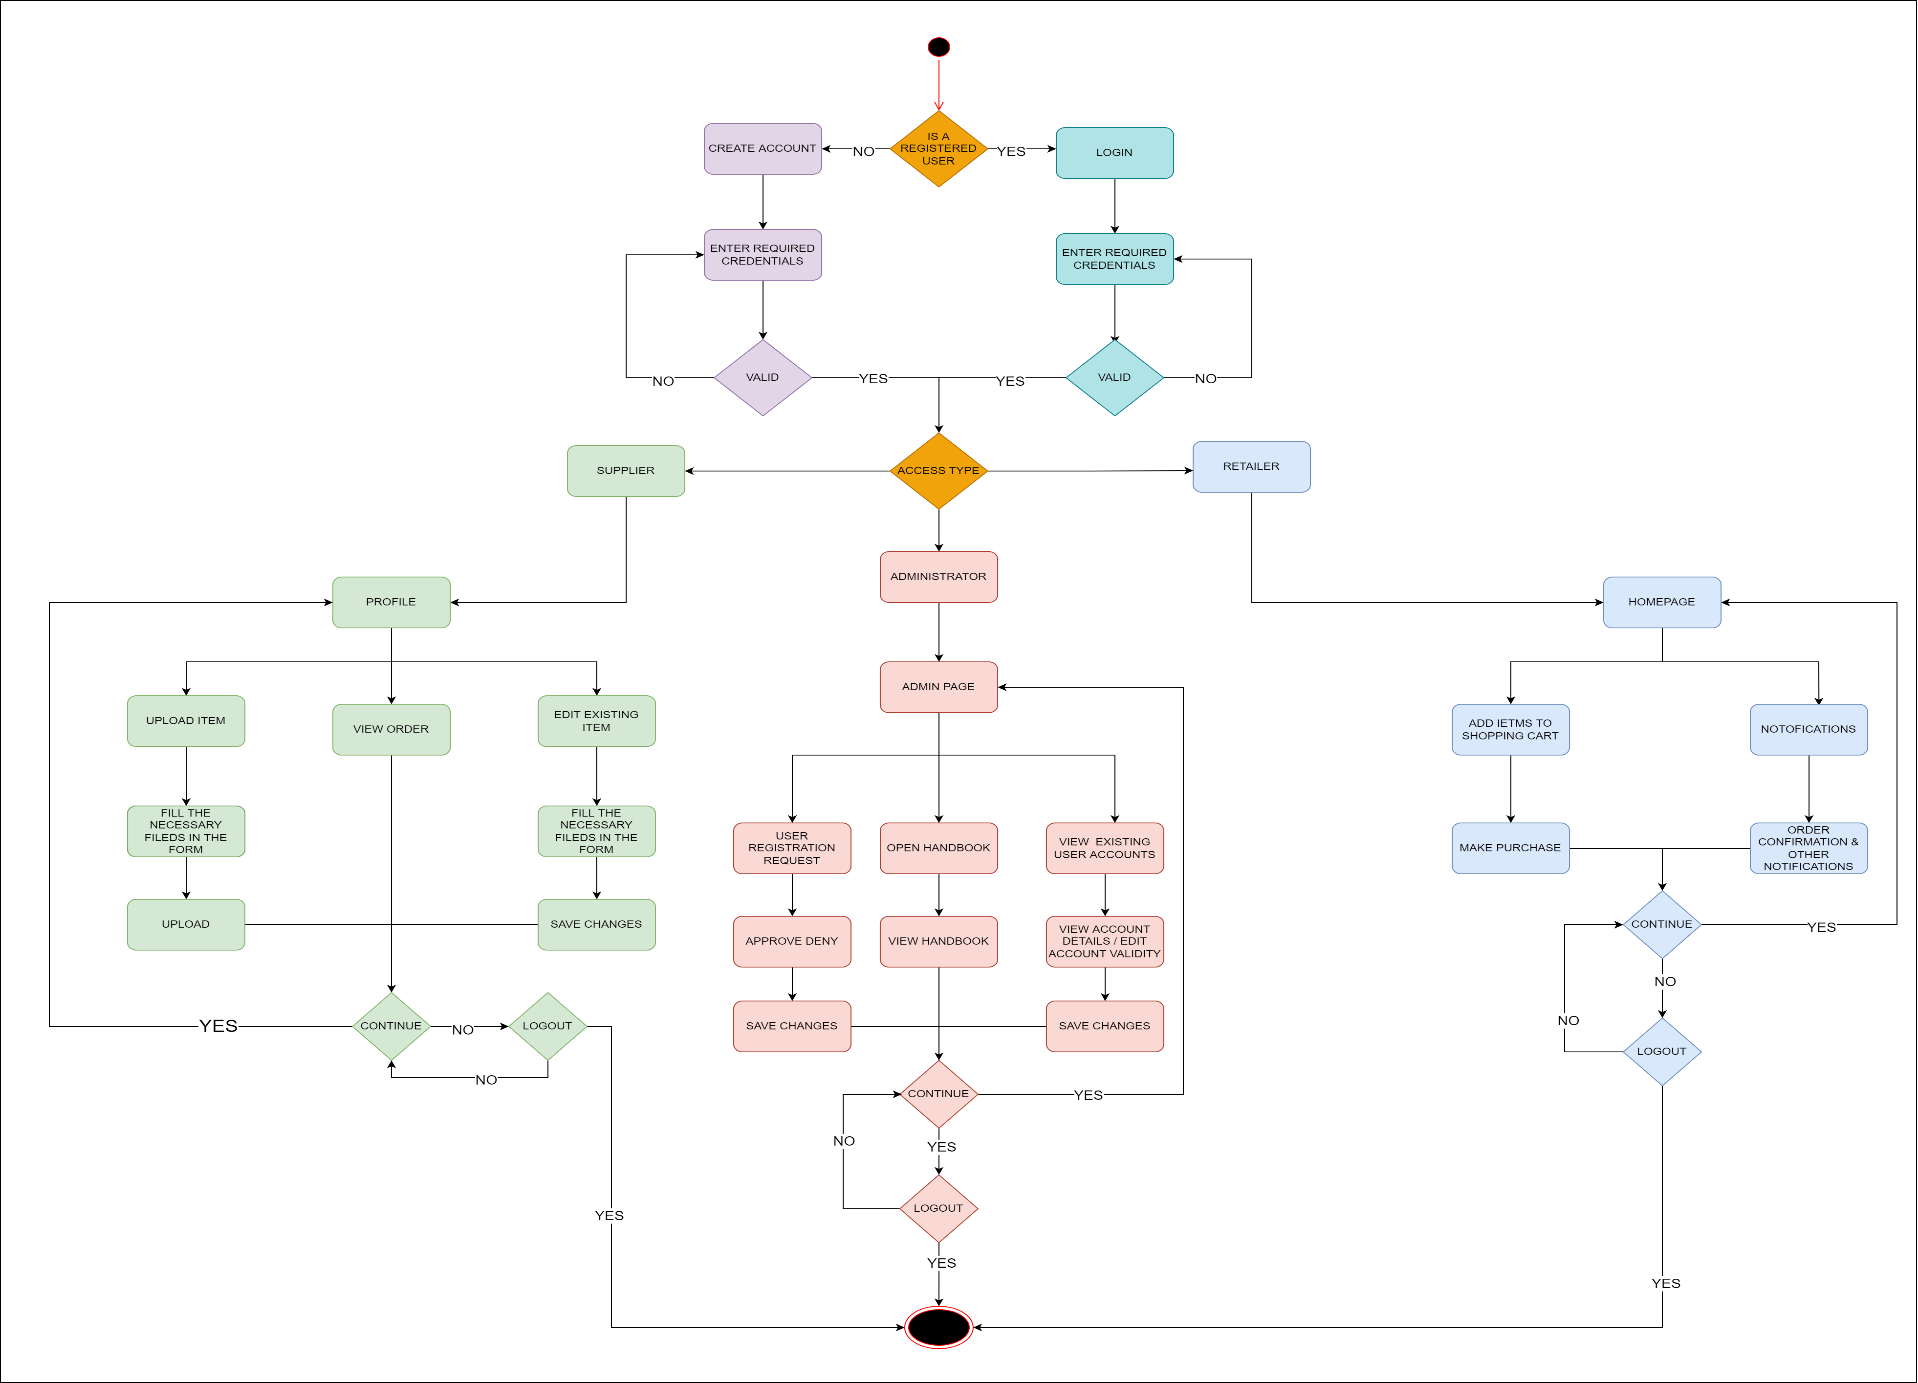 IS A
REGISTERED
USER
NO
YES
CREATE ACCOUNT
LOGIN
ENTER REQUIRED
CREDENTIALS
ENTER REQUIRED
CREDENTIALS
VALID
NO
YES
YES
VALID
NO
SUPPLIER
ACCESS TYPE
RETAILER
ADMINISTRATOR
PROFILE
HOMEPAGE
ADMIN PAGE
UPLOAD ITEM
VIEW ORDER
EDIT EXISTING
ITEM
FILL THE
NECESSARY
FILEDS IN THE
FORM
FILL THE
NECESSARY
FILEDS IN THE
FORM
UPLOAD
SAVE CHANGES
YES
CONTINUE
NO
LOGOUT
NO
YES
USER
REGISTRATION
REQUEST
OPEN HANDBOOK
VIEW  EXISTING
USER ACCOUNTS
APPROVE DENY
VIEW HANDBOOK
VIEW ACCOUNT
DETAILS / EDIT
ACCOUNT VALIDITY
SAVE CHANGES
SAVE CHANGES
CONTINUE
YES
NO
YES
LOGOUT
YES
ADD IETMS TO
SHOPPING CART
NOTOFICATIONS
MAKE PURCHASE
ORDER
CONFIRMATION &
OTHER
NOTIFICATIONS
CONTINUE
YES
NO
NO
LOGOUT
YES